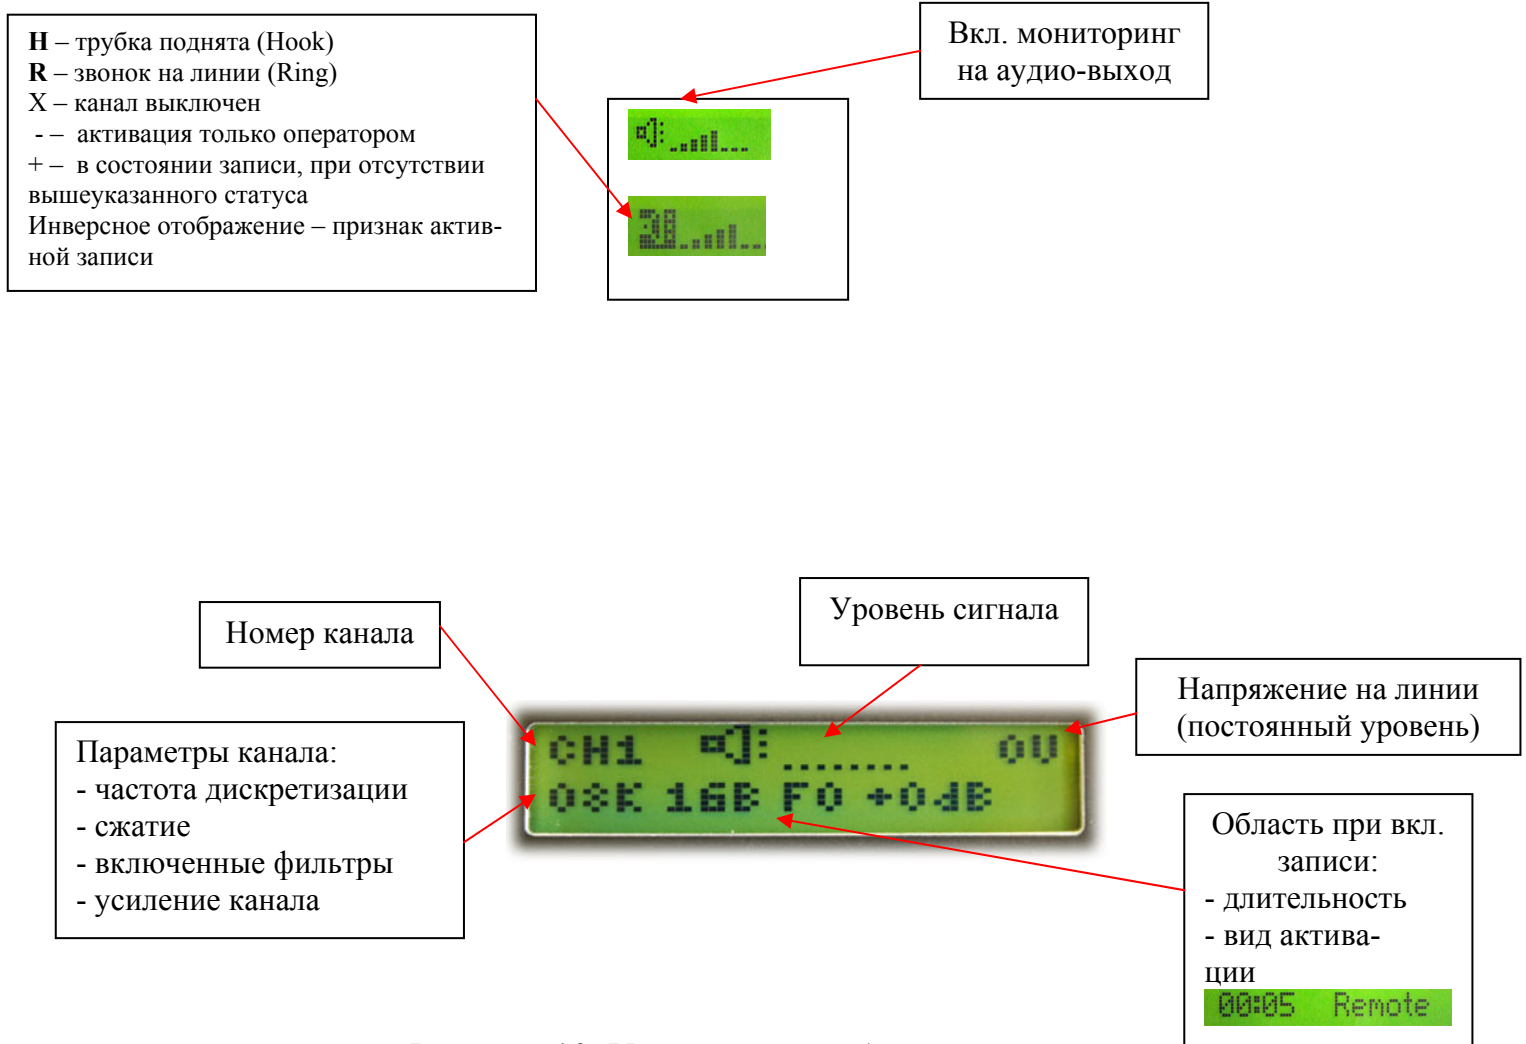 H – трубка поднята (Hook)
R – звонок на линии (Ring)
X – канал выключен
- – активация только оператором
+ – в состоянии записи, при отсутствии
вышеуказанного статуса
Инверсное отображение – признак актив-
ной записи
Вкл. мониторинг
на аудио-выход
Номер канала
Уровень сигнала
Напряжение на линии
(постоянный уровень)
Параметры канала:
- частота дискретизации
- сжатие
- включенные фильтры
- усиление канала
CH1 0V
08K 16B F0 +0dB
Область при вкл.
записи:
- длительность
- вид актива-
ции
00:05 Remote